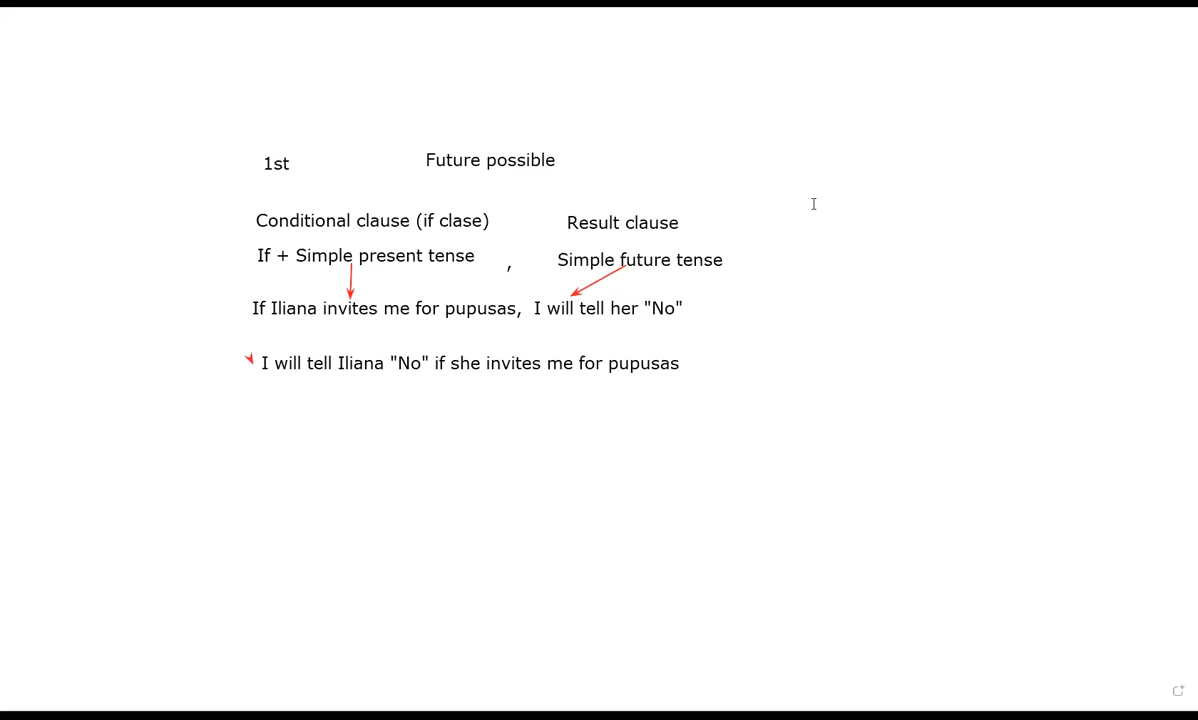 1st Future possible
Conditional clause (if clase) Result clause
If + Simple present tense , Simple future tense
If Iliana invites me for pupusas, I will tell her "No"
I will tell Iliana "No" if she invites me for pupusas